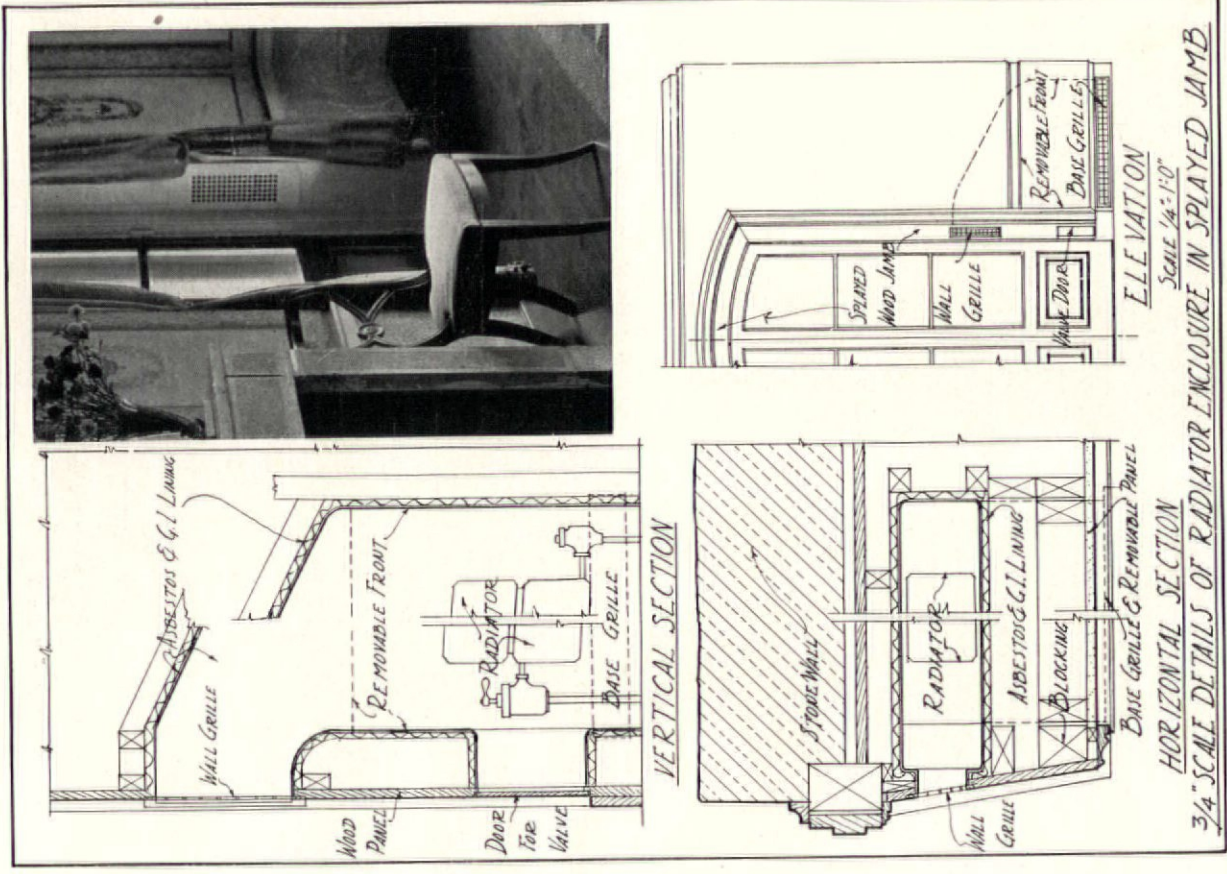 ASBESTOS & G.I. LINING
WALL GRILLE
REMOVABLE FRONT
RADIATOR
BASE GRILLE
WOOD
PANEL
DOOR
FOR
VALVE
VERTICAL SECTION
STONE WALL
RADIATOR
ASBESTOS & G.I. LINING
BLOCKING
BASE GRILLE & REMOVABLE PANEL
WALL
GRILLE
HORIZONTAL SECTION
SPLAYED
WOOD JAMB
WALL
GRILLE
VALVE DOOR
REMOVABLE FRONT
BASE GRILLE
ELEVATION
SCALE 1/4"=1'-0"
3/4" SCALE DETAILS OF RADIATOR ENCLOSURE IN SPLAYED JAMB